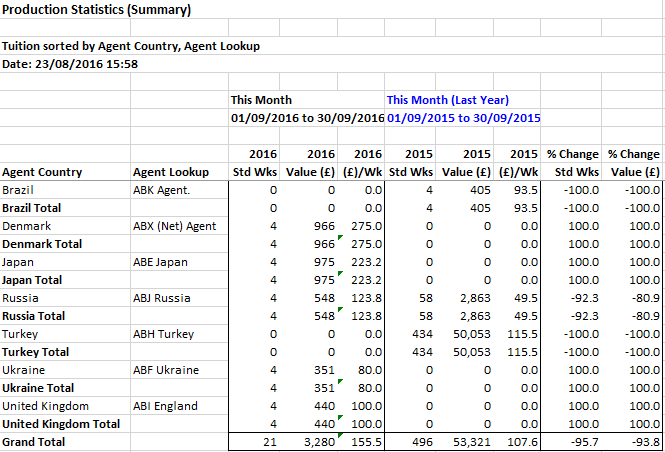 Production Statistics (Summary)
Tuition sorted by Agent Country, Agent Lookup
Date: 23/08/2016 15:58
This Month This Month (Last Year)
01/09/2016 to 30/09/2016 01/09/2015 to 30/09/2015
2016 2016 2016 2015 2015 2015 % Change % Change
Agent Country Agent Lookup Std Wks Value (£) (£)/Wk Std Wks Value (£) (£)/Wk Std Wks Value (£)
Brazil ABK Agent. 0 0 0.0 4 405 93.5 -100.0 -100.0
Brazil Total 0 0 0.0 4 405 93.5 -100.0 -100.0
Denmark ABX (Net) Agent 4 966 275.0 0 0 0.0 100.0 100.0
Denmark Total 4 966 275.0 0 0 0.0 100.0 100.0
Japan ABE Japan 4 975 223.2 0 0 0.0 100.0 100.0
Japan Total 4 975 223.2 0 0 0.0 100.0 100.0
Russia ABJ Russia 4 548 123.8 58 2,863 49.5 -92.3 -80.9
Russia Total 4 548 123.8 58 2,863 49.5 -92.3 -80.9
Turkey ABH Turkey 0 0 0.0 434 50,053 115.5 -100.0 -100.0
Turkey Total 0 0 0.0 434 50,053 115.5 -100.0 -100.0
Ukraine ABF Ukraine 4 351 80.0 0 0 0.0 100.0 100.0
Ukraine Total 4 351 80.0 0 0 0.0 100.0 100.0
United Kingdom ABI England 4 440 100.0 0 0 0.0 100.0 100.0
United Kingdom Total 4 440 100.0 0 0 0.0 100.0 100.0
Grand Total 21 3,280 155.5 496 53,321 107.6 -95.7 -93.8